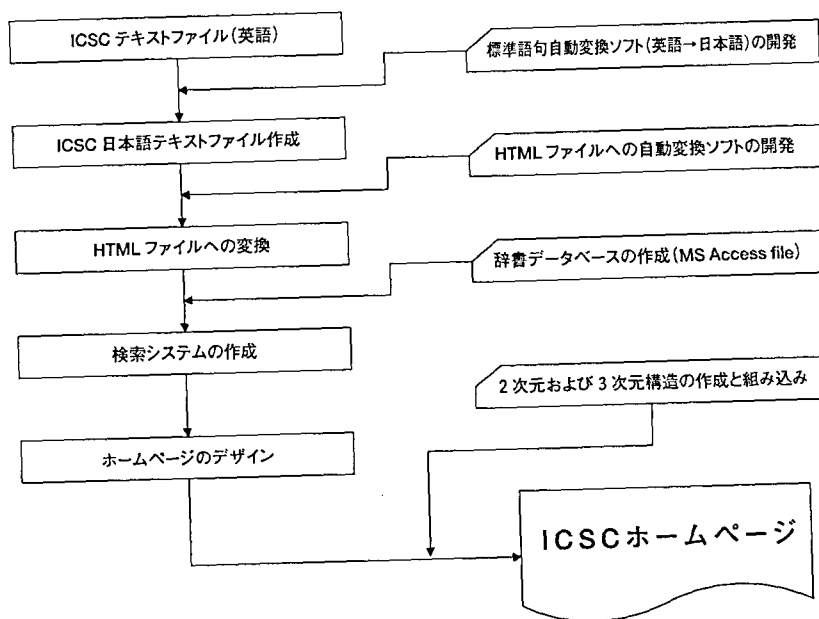 ICSC テキストファイル(英語)
標準語句自動変換ソフト(英語→日本語)の開発
ICSC 日本語テキストファイル作成
HTML ファイルへの自動変換ソフトの開発
HTML ファイルへの変換
辞書データベースの作成(MS Access file)
検索システムの作成
2 次元および 3 次元構造の作成と組み込み
ホームページのデザイン
ICSCホームページ